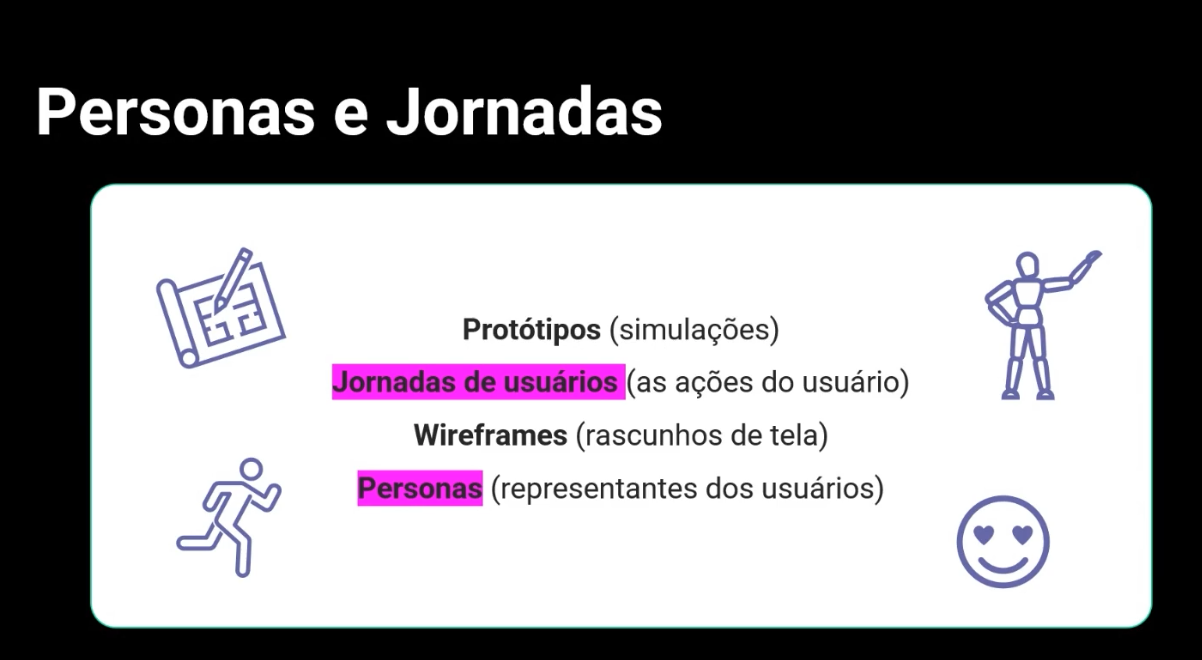 Personas e Jornadas
Protótipos (simulações)
Jornadas de usuários (as ações do usuário)
Wireframes (rascunhos de tela)
Personas (representantes dos usuários)